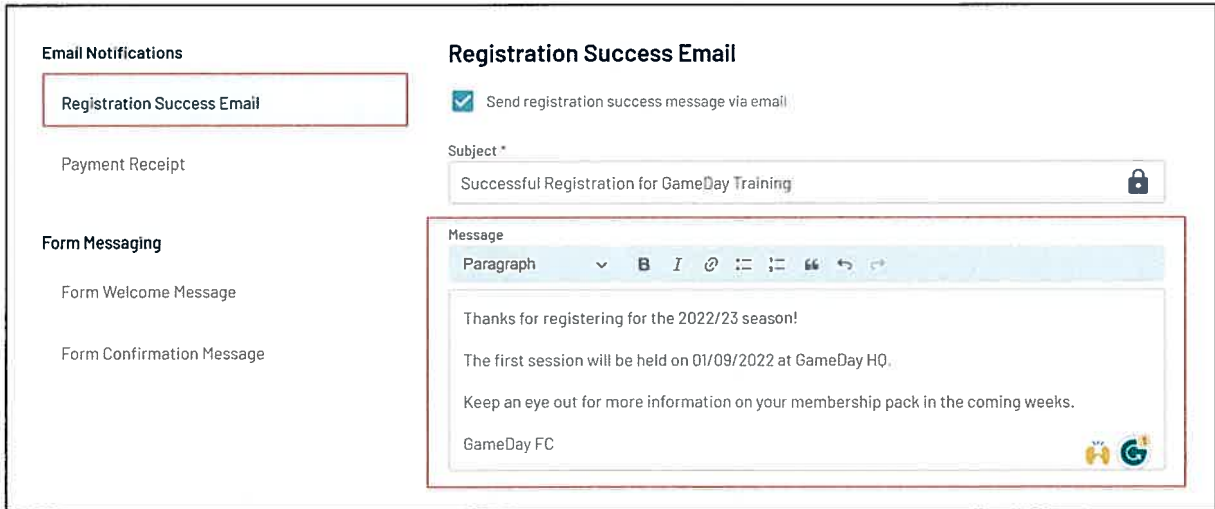 Email Notifications
Registration Success Email
Payment Receipt
Form Messaging
Form Welcome Message
Form Confirmation Message
Registration Success Email
Send registration success message via email
Subject *
Successful Registration for GameDay Training
Message
Paragraph
B I
Thanks for registering for the 2022/23 season!
The first session will be held on 01/09/2022 at GameDay HQ.
Keep an eye out for more information on your membership pack in the coming weeks.
GameDay FC